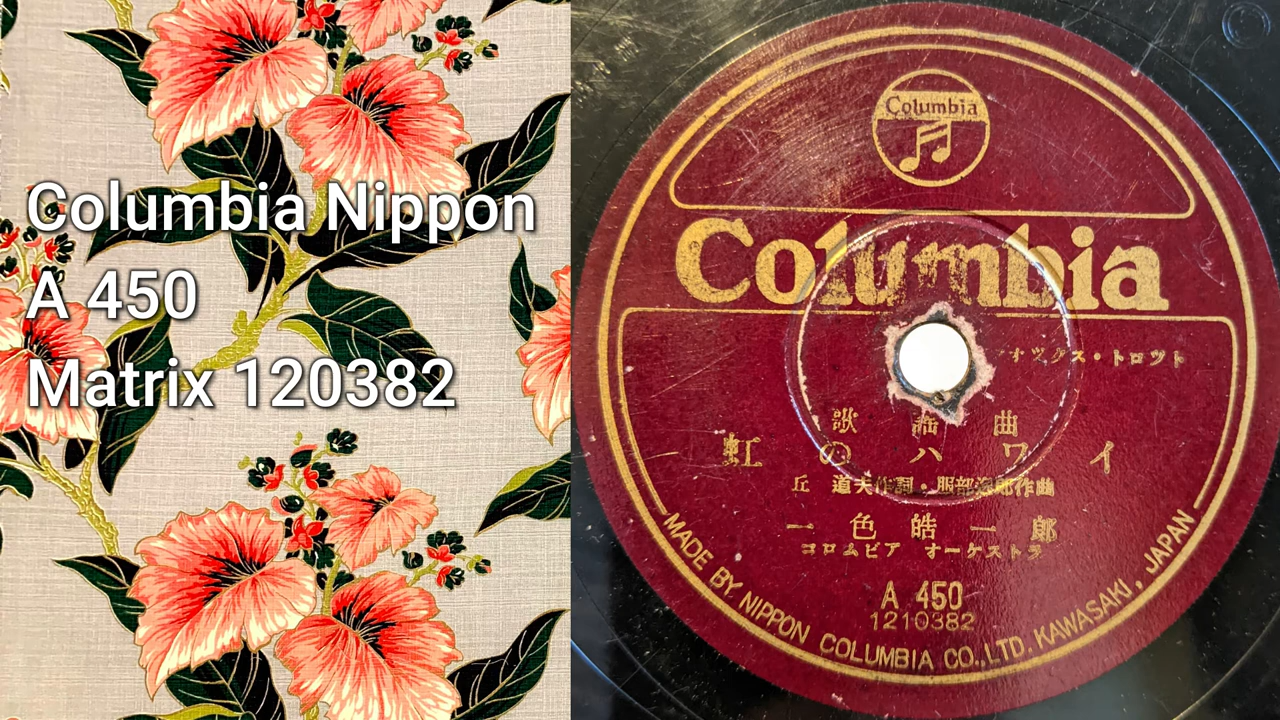 Columbia Nippon
A 450
Matrix 120382
Columbia
Columbia
オツクス・トロツト
歌謡曲
虹のハワイ
丘 道夫作詞・服部 作曲
一色皓一郎
コロムビア オーケストラ
A 450
1210382
MADE BY NIPPON COLUMBIA CO., LTD. KAWASAKI, JAPAN